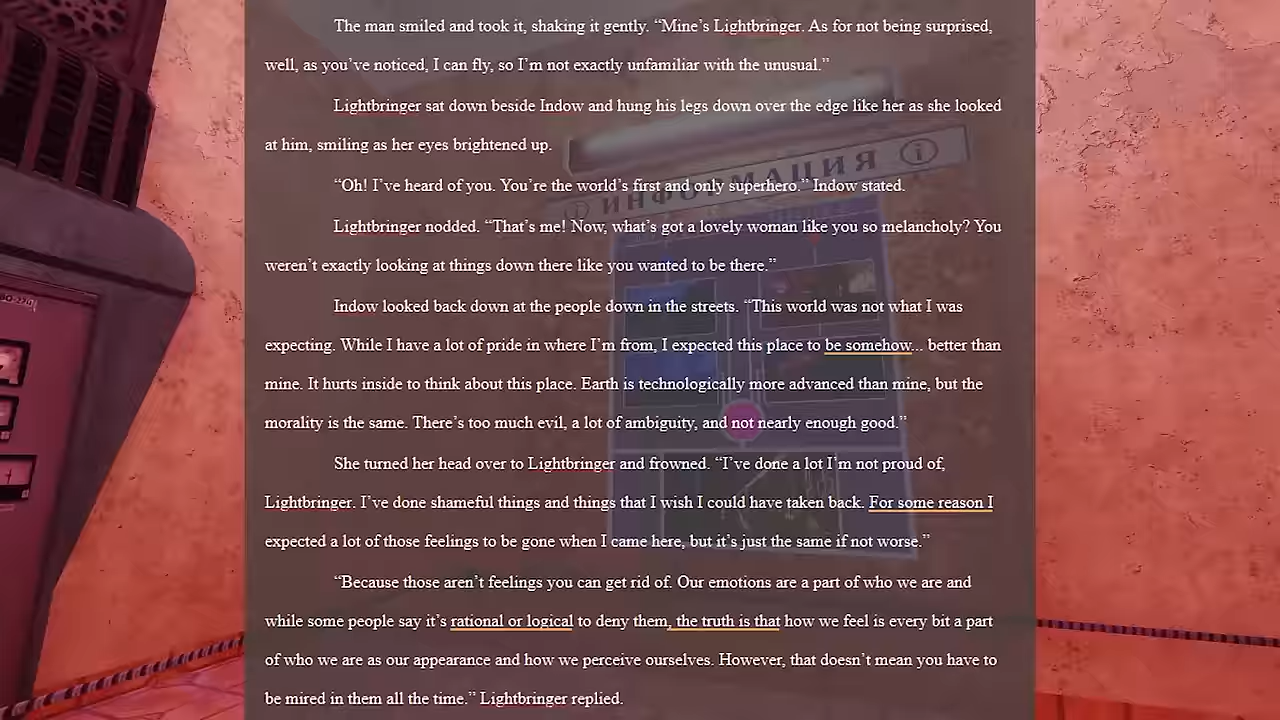 The man smiled and took it, shaking it gently. “Mine’s Lightbringer. As for not being surprised,
well, as you’ve noticed, I can fly, so I’m not exactly unfamiliar with the unusual.”
Lightbringer sat down beside Indow and hung his legs down over the edge like her as she looked
at him, smiling as her eyes brightened up.
“Oh! I’ve heard of you. You’re the world’s first and only superhero.” Indow stated.
ИНФОРМАЦИЯ
Lightbringer nodded. “That’s me! Now, what’s got a lovely woman like you so melancholy? You
weren’t exactly looking at things down there like you wanted to be there.”
Indow looked back down at the people down in the streets. “This world was not what I was
expecting. While I have a lot of pride in where I’m from, I expected this place to be somehow... better than
mine. It hurts inside to think about this place. Earth is technologically more advanced than mine, but the
morality is the same. There’s too much evil, a lot of ambiguity, and not nearly enough good.”
She turned her head over to Lightbringer and frowned. “I’ve done a lot I’m not proud of,
Lightbringer. I’ve done shameful things and things that I wish I could have taken back. For some reason I
expected a lot of those feelings to be gone when I came here, but it’s just the same if not worse.”
“Because those aren’t feelings you can get rid of. Our emotions are a part of who we are and
while some people say it’s rational or logical to deny them, the truth is that how we feel is every bit a part
of who we are as our appearance and how we perceive ourselves. However, that doesn’t mean you have to
be mired in them all the time.” Lightbringer replied.